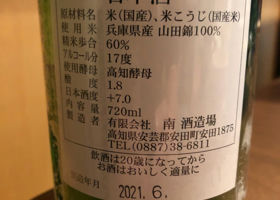 原材料名 米(国産)、米こうじ(国産米)
使用米 兵庫県産 山田錦100%
精米歩合 60%
アルコール分 17度
使用酵母 高知酵母
酸度 1.8
日本酒度 +7.0
内容量 720ml
製造者 有限会社 南酒造場
高知県安芸郡安田町安田1875
TEL(0887)38-6811
飲酒は20歳になってから
お酒はおいしく適量に
製造年月 2021.6.